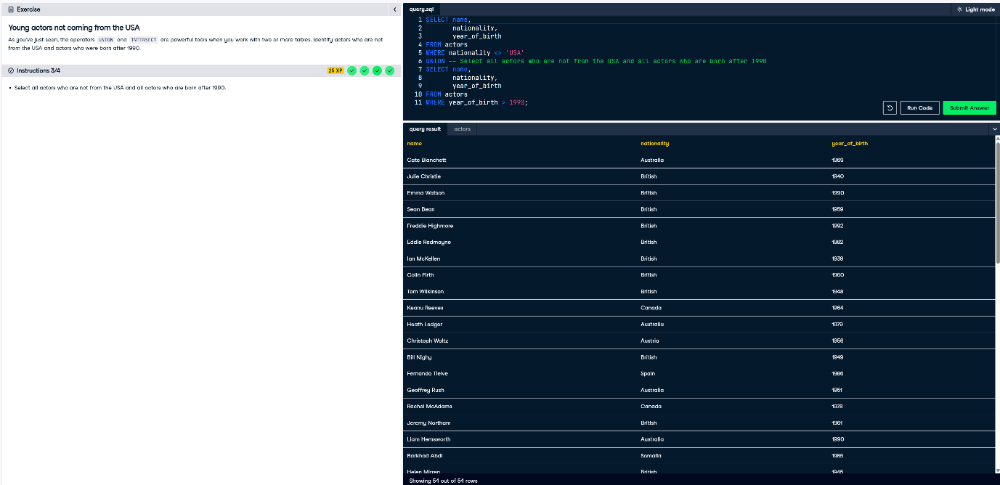 Exercise
Young actors not coming from the USA
As you've just seen, the operators UNION and INTERSECT are powerful tools when you work with two or more tables. Identify actors who are not
from the USA and actors who were born after 1990.
Instructions 3/4
25 XP
• Select all actors who are not from the USA and all actors who are born after 1990.
query.sql
Light mode
1 SELECT name,
2 nationality,
3 year_of_birth
4 FROM actors
5 WHERE nationality <> 'USA'
6 UNION -- Select all actors who are not from the USA and all actors who are born after 1990
7 SELECT name,
8 nationality,
9 year_of_birth
10 FROM actors
11 WHERE year_of_birth > 1990;
Run Code
Submit Answer
query result actors
name nationality year_of_birth
Cate Blanchett Australia 1969
Julie Christie British 1940
Emma Watson British 1990
Sean Bean British 1959
Freddie Highmore British 1992
Eddie Redmayne British 1982
Ian McKellen British 1939
Colin Firth British 1960
Tom Wilkinson British 1948
Keanu Reeves Canada 1964
Heath Ledger Australia 1979
Christoph Waltz Austria 1956
Bill Nighy British 1949
Fernando Tielve Spain 1986
Geoffrey Rush Australia 1951
Rachel McAdams Canada 1978
Jeremy Northam British 1961
Liam Hemsworth Australia 1990
Barkhad Abdi Somalia 1985
Helen Mirren British 1945
Showing 54 out of 54 rows